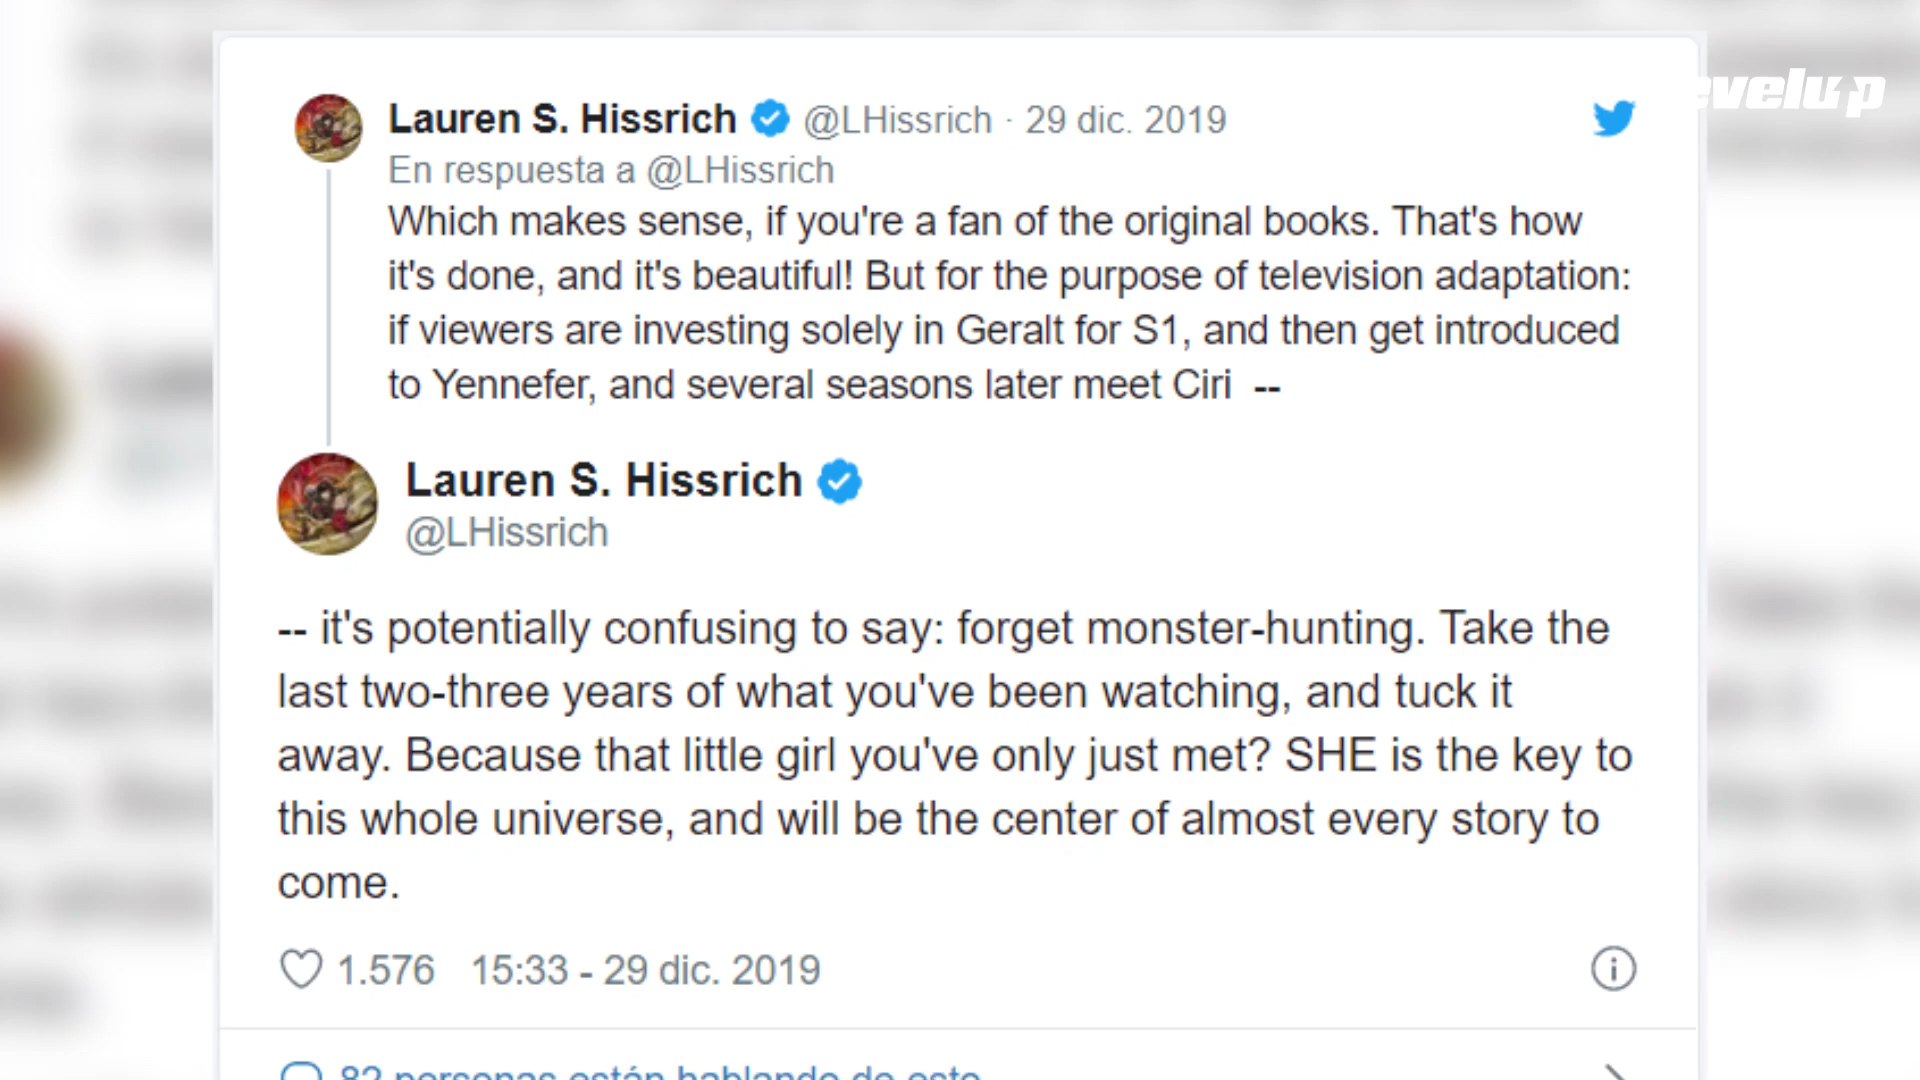 Lauren S. Hissrich @LHissrich · 29 dic. 2019
En respuesta a @LHissrich
Which makes sense, if you're a fan of the original books. That's how
it's done, and it's beautiful! But for the purpose of television adaptation:
if viewers are investing solely in Geralt for S1, and then get introduced
to Yennefer, and several seasons later meet Ciri --
evelup
Lauren S. Hissrich
@LHissrich
-- it's potentially confusing to say: forget monster-hunting. Take the
last two-three years of what you've been watching, and tuck it
away. Because that little girl you've only just met? SHE is the key to
this whole universe, and will be the center of almost every story to
come.
1.576 15:33 - 29 dic. 2019
82 personas están hablando de esto